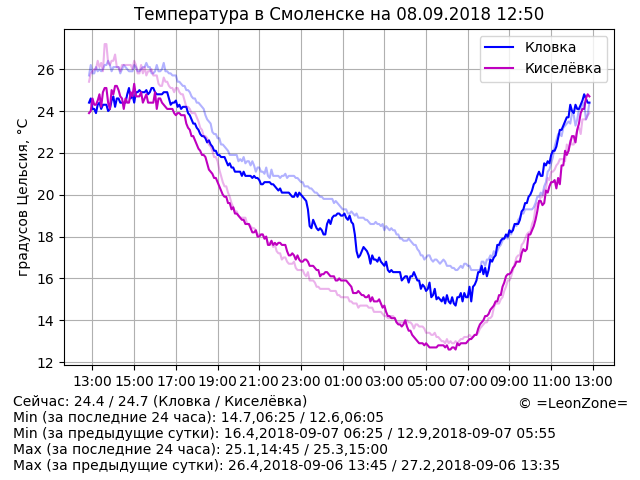 Температура в Смоленске на 08.09.2018 12:50
Кловка
Киселёвка
градусов Цельсия, °C
26
24
22
20
18
16
14
12
13:00 15:00 17:00 19:00 21:00 23:00 01:00 03:00 05:00 07:00 09:00 11:00 13:00
Сейчас: 24.4 / 24.7 (Кловка / Киселёвка)
© =LeonZone=
Min (за последние 24 часа): 14.7,06:25 / 12.6,06:05
Min (за предыдущие сутки): 16.4,2018-09-07 06:25 / 12.9,2018-09-07 05:55
Max (за последние 24 часа): 25.1,14:45 / 25.3,15:00
Max (за предыдущие сутки): 26.4,2018-09-06 13:45 / 27.2,2018-09-06 13:35